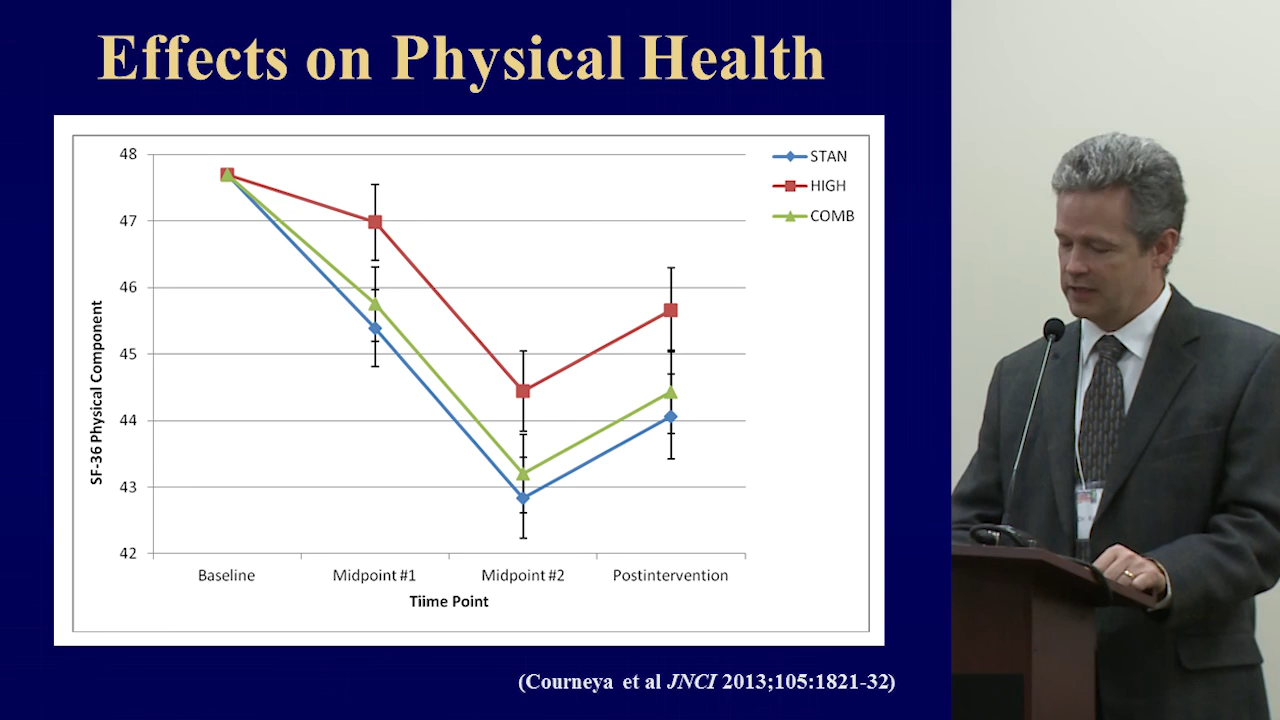 Effects on Physical Health
48
47
46
45
44
43
42
SF-36 Physical Component
Baseline
Midpoint #1
Midpoint #2
Postintervention
Tiime Point
STAN
HIGH
COMB
(Courneya et al JNCI 2013;105:1821-32)